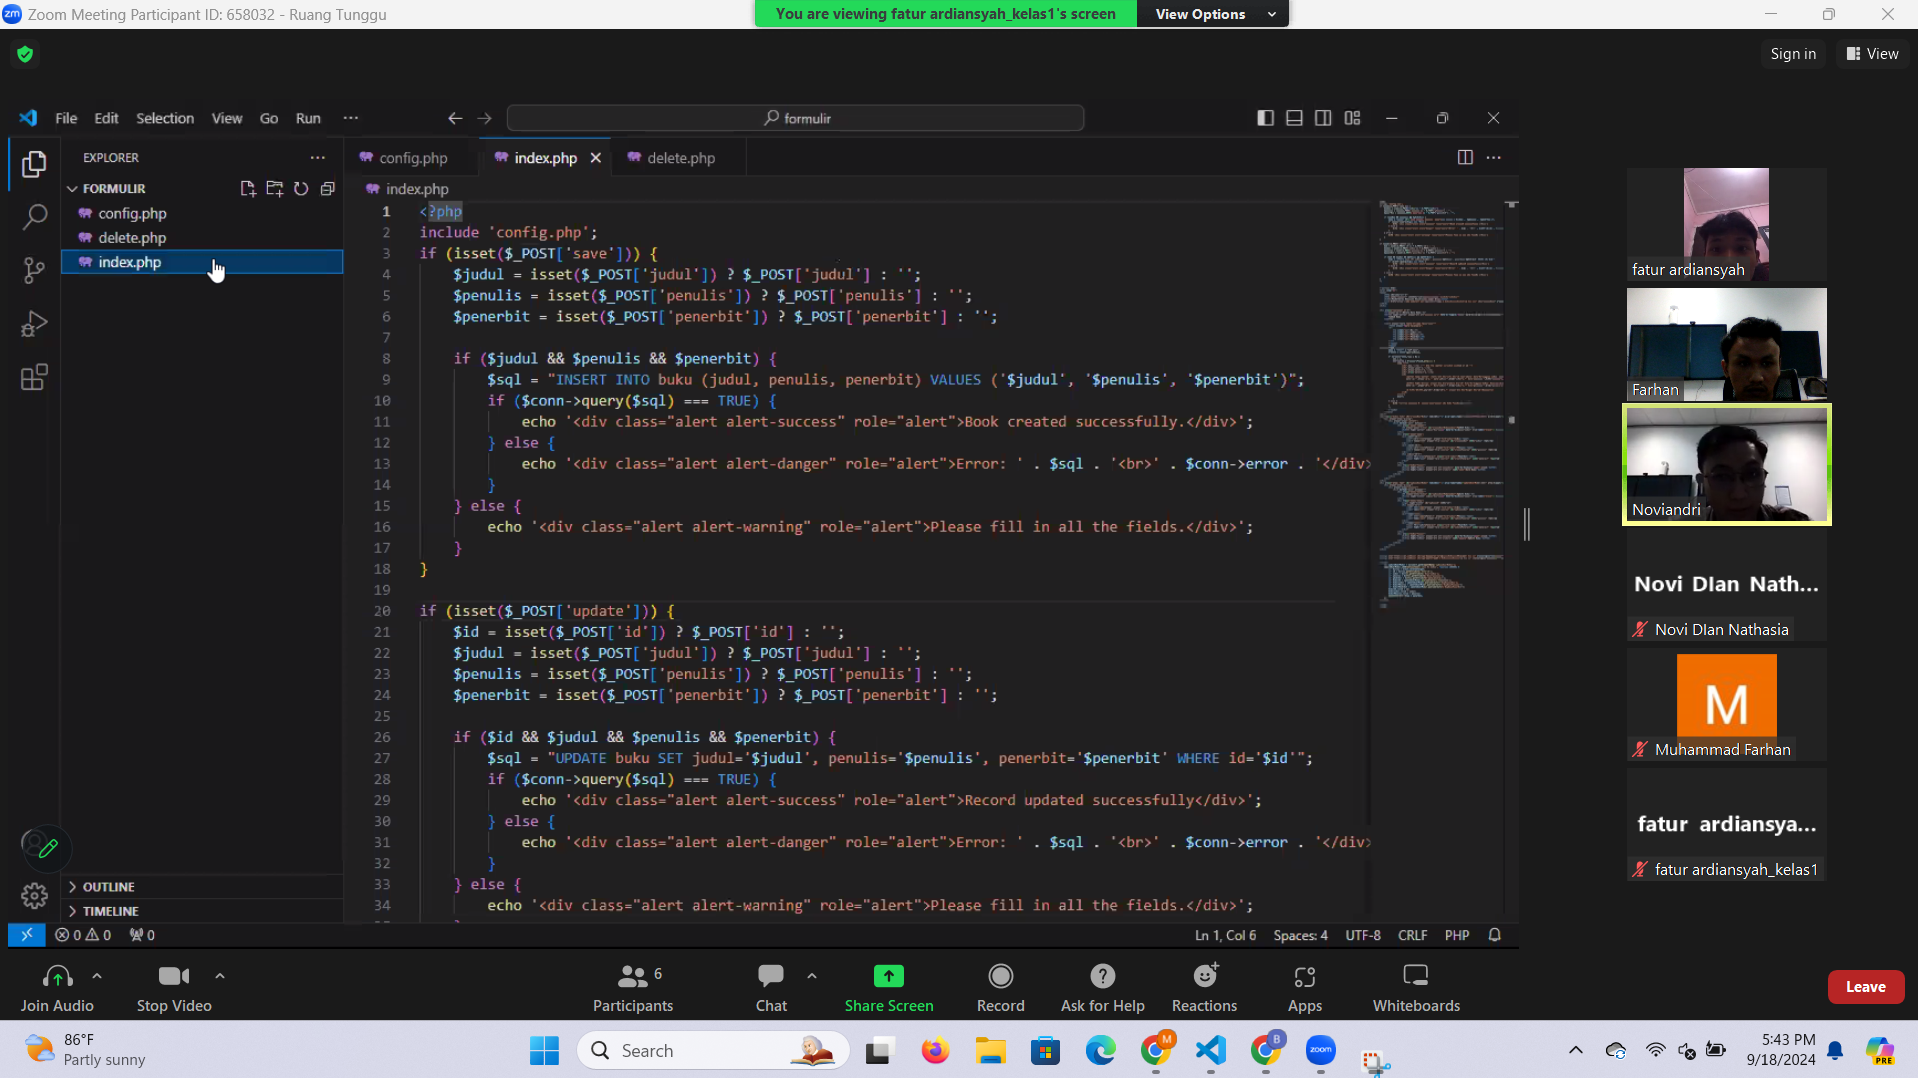 Zoom Meeting Participant ID: 658032 - Ruang Tunggu
You are viewing fatur ardiansyah_kelas1's screen
View Options
Sign in
View
File Edit Selection View Go Run ···
formulir
EXPLORER
FORMULIR
config.php
delete.php
index.php
config.php
index.php
delete.php
index.php
1 <?php
2 include 'config.php';
3 if (isset($_POST['save'])) {
4 $judul = isset($_POST['judul']) ? $_POST['judul'] : '';
5 $penulis = isset($_POST['penulis']) ? $_POST['penulis'] : '';
6 $penerbit = isset($_POST['penerbit']) ? $_POST['penerbit'] : '';
7
8 if ($judul && $penulis && $penerbit) {
9 $sql = "INSERT INTO buku (judul, penulis, penerbit) VALUES ('$judul', '$penulis', '$penerbit')";
10 if ($conn->query($sql) === TRUE) {
11 echo '<div class="alert alert-success" role="alert">Book created successfully.</div>';
12 } else {
13 echo '<div class="alert alert-danger" role="alert">Error: ' . $sql . '<br>' . $conn->error . '</div>
14 }
15 } else {
16 echo '<div class="alert alert-warning" role="alert">Please fill in all the fields.</div>';
17 }
18 }
19
20 if (isset($_POST['update'])) {
21 $id = isset($_POST['id']) ? $_POST['id'] : '';
22 $judul = isset($_POST['judul']) ? $_POST['judul'] : '';
23 $penulis = isset($_POST['penulis']) ? $_POST['penulis'] : '';
24 $penerbit = isset($_POST['penerbit']) ? $_POST['penerbit'] : '';
25
26 if ($id && $judul && $penulis && $penerbit) {
27 $sql = "UPDATE buku SET judul='$judul', penulis='$penulis', penerbit='$penerbit' WHERE id='$id'";
28 if ($conn->query($sql) === TRUE) {
29 echo '<div class="alert alert-success" role="alert">Record updated successfully</div>';
30 } else {
31 echo '<div class="alert alert-danger" role="alert">Error: ' . $sql . '<br>' . $conn->error . '</div>
32 }
33 } else {
34 echo '<div class="alert alert-warning" role="alert">Please fill in all the fields.</div>';
OUTLINE
TIMELINE
0 0 0
Ln 1, Col 6 Spaces: 4 UTF-8 CRLF PHP
fatur ardiansyah
Farhan
Noviandri
Novi DIan Nath...
Novi DIan Nathasia
M
Muhammad Farhan
fatur ardiansya...
fatur ardiansyah_kelas1
Join Audio
Stop Video
Participants
6
Chat
Share Screen
Record
Ask for Help
Reactions
Apps
Whiteboards
Leave
86°F
Partly sunny
Search
M
B
zoom
5:43 PM
9/18/2024
PRE